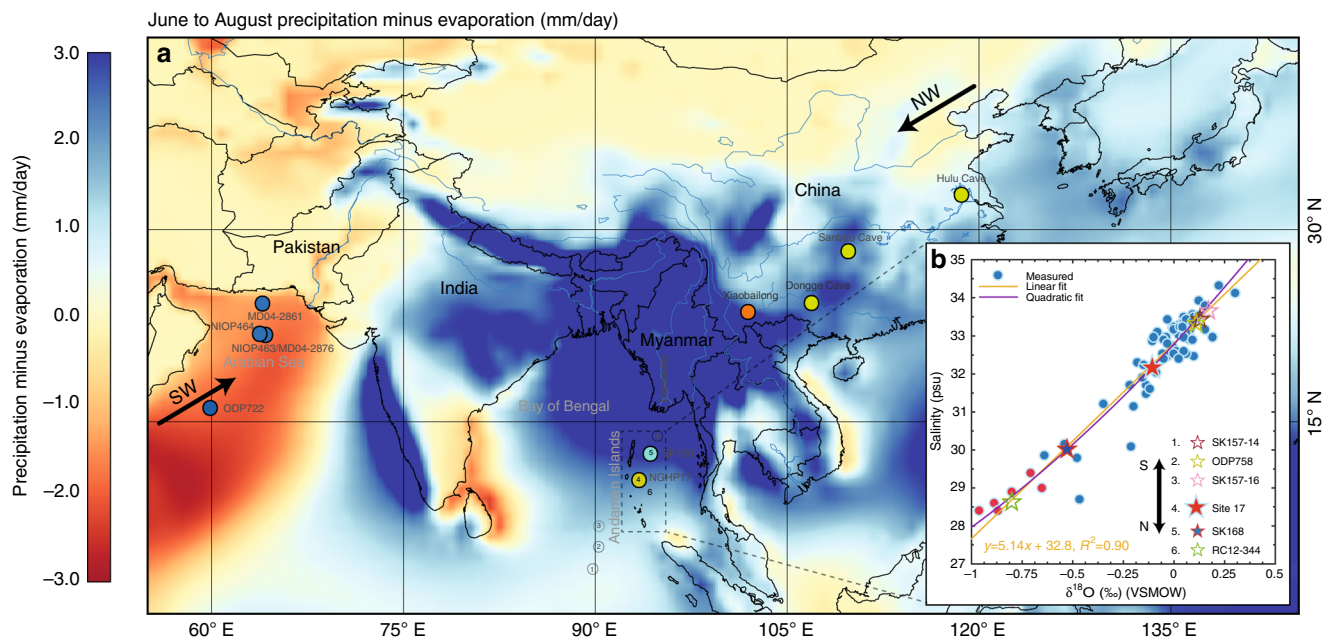 June to August precipitation minus evaporation (mm/day)
a
3.0
2.0
1.0
0.0
−1.0
−2.0
−3.0
Precipitation minus evaporation (mm/day)
NW
Hulu Cave
China
Sanbao Cave
Dongge Cave
Xiaobailong
Pakistan
India
Myanmar
MD04-2861
NIOP464
NIOP463/MD04-2876
Arabian Sea
SW
ODP722
Bay of Bengal
Andaman Islands
5
4
NGHP17
6
3
2
1
30° N
15° N
60° E
75° E
90° E
105° E
120° E
135° E
b
Measured
Linear fit
Quadratic fit
35
34
33
32
31
30
29
28
27
Salinity (psu)
1. SK157-14
2. ODP758
3. SK157-16
4. Site 17
5. SK168
6. RC12-344
S
N
y=5.14x + 32.8, R²=0.90
−1
−0.75
−0.5
−0.25
0
0.25
0.5
δ¹⁸O (‰) (VSMOW)